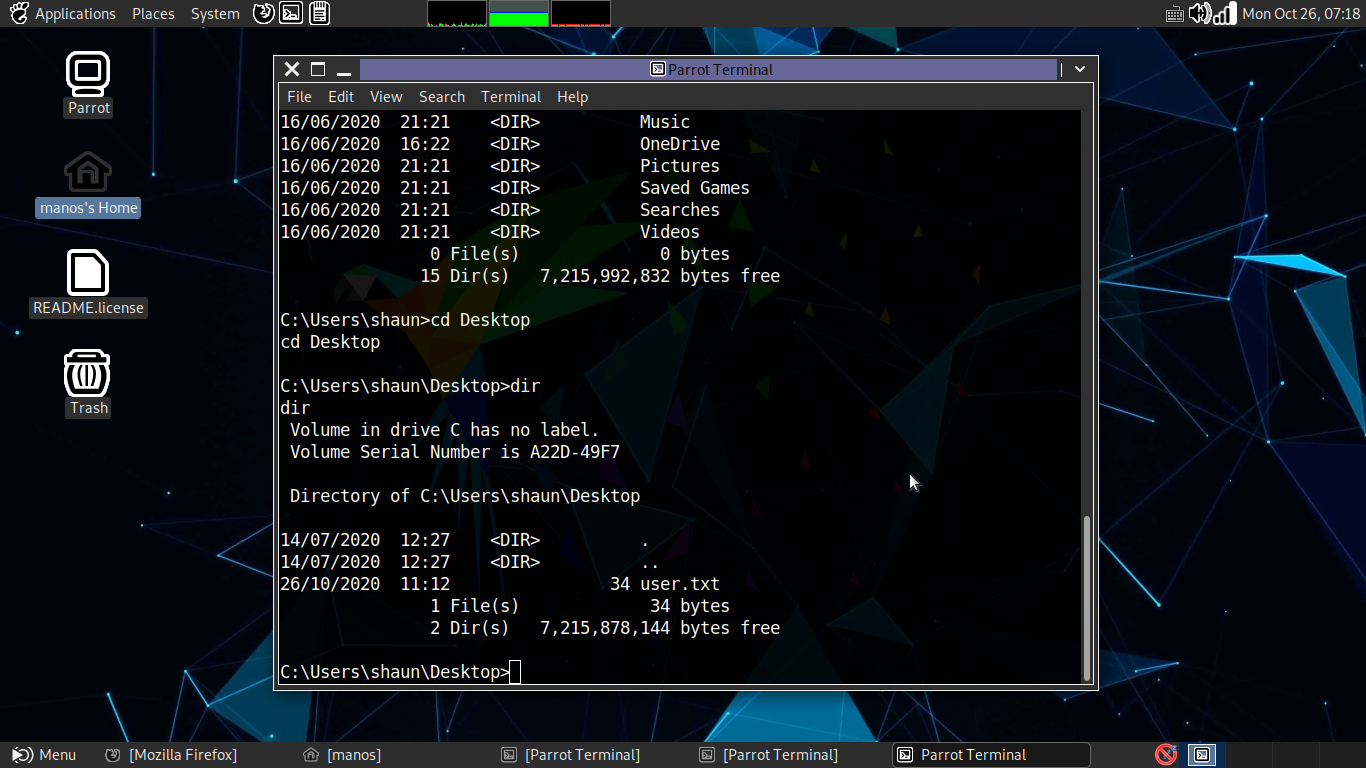 Applications Places System Mon Oct 26, 07:18
Parrot
manos's Home
README.license
Trash
Parrot Terminal
File Edit View Search Terminal Help
16/06/2020  21:21    <DIR>          Music
16/06/2020  16:22    <DIR>          OneDrive
16/06/2020  21:21    <DIR>          Pictures
16/06/2020  21:21    <DIR>          Saved Games
16/06/2020  21:21    <DIR>          Searches
16/06/2020  21:21    <DIR>          Videos
               0 File(s)              0 bytes
              15 Dir(s)   7,215,992,832 bytes free
C:\Users\shaun>cd Desktop
cd Desktop
C:\Users\shaun\Desktop>dir
dir
 Volume in drive C has no label.
 Volume Serial Number is A22D-49F7
 Directory of C:\Users\shaun\Desktop
14/07/2020  12:27    <DIR>          .
14/07/2020  12:27    <DIR>          ..
26/10/2020  11:12                34 user.txt
               1 File(s)             34 bytes
               2 Dir(s)   7,215,878,144 bytes free
C:\Users\shaun\Desktop>
Menu [Mozilla Firefox] [manos] [Parrot Terminal] [Parrot Terminal] Parrot Terminal